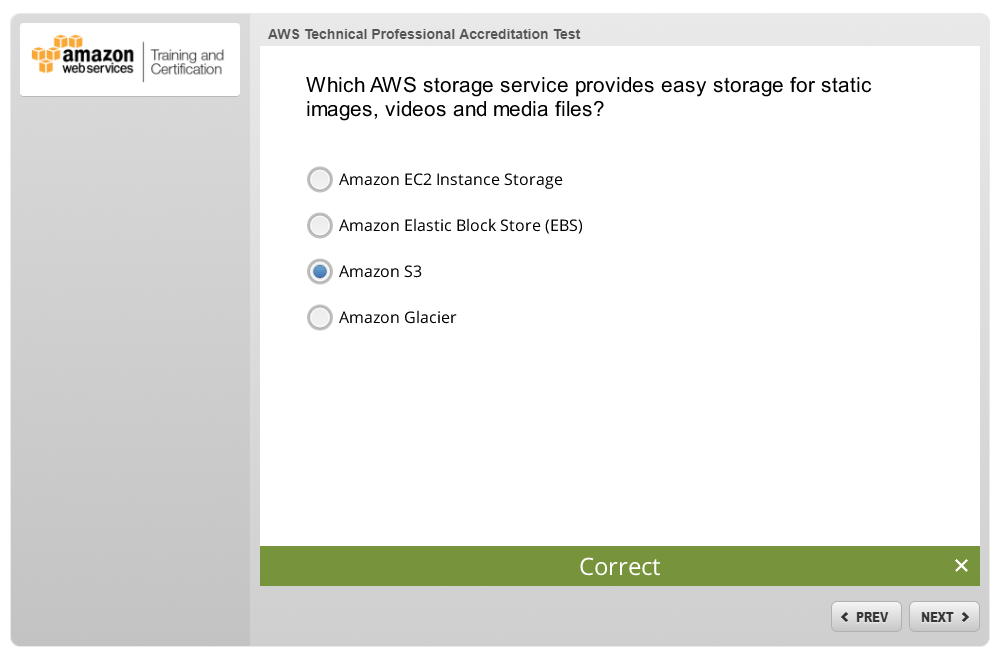 amazon
webservices
Training and
Certification
AWS Technical Professional Accreditation Test
Which AWS storage service provides easy storage for static
images, videos and media files?
Amazon EC2 Instance Storage
Amazon Elastic Block Store (EBS)
Amazon S3
Amazon Glacier
Correct
PREV
NEXT